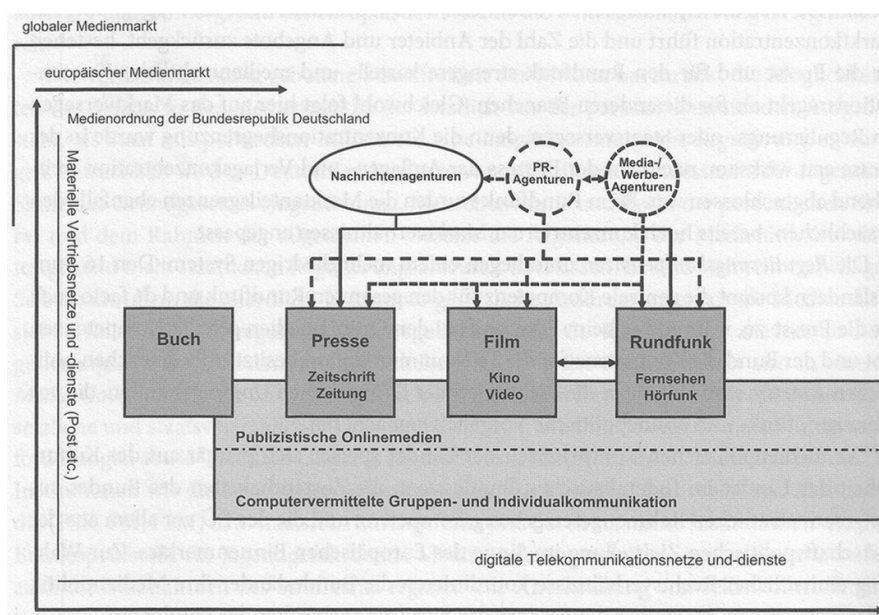 globaler Medienmarkt
europäischer Medienmarkt
Medienordnung der Bundesrepublik Deutschland
Nachrichtenagenturen
PR-
Agenturen
Media-/
Werbe-
Agenturen
Materielle Vertriebsnetze und -dienste (Post etc.)
Buch
Presse
Zeitschrift
Zeitung
Film
Kino
Video
Rundfunk
Fernsehen
Hörfunk
Publizistische Onlinemedien
Computervermittelte Gruppen- und Individualkommunikation
digitale Telekommunikationsnetze und-dienste